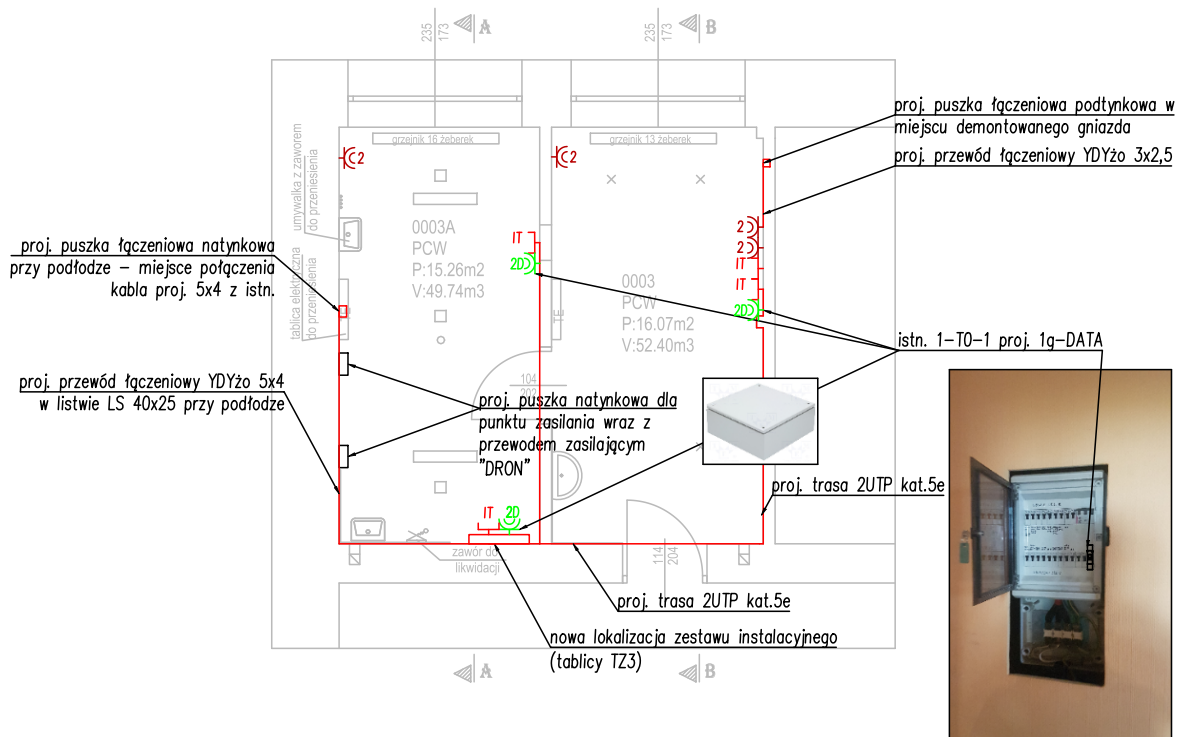 235
173
A
235
173
B
proj. puszka łączeniowa podtynkowa w
miejscu demontowanego gniazda
proj. przewód łączeniowy YDYżo 3x2,5
grzejnik 16 żeberek
grzejnik 13 żeberek
2
2
umywalka z zaworem
do przeniesienia
0003A
PCW
P:15.26m2
V:49.74m3
IT
2D
2
2
IT
IT
2D
0003
PCW
P:16.07m2
V:52.40m3
TE
proj. puszka łączeniowa natynkowa
przy podłodze – miejsce połączenia
kabla proj. 5x4 z istn.
tablica elektryczna
do przeniesienia
istn. 1-TO-1 proj. 1g-DATA
proj. przewód łączeniowy YDYżo 5x4
w listwie LS 40x25 przy podłodze
104
202
proj. puszka natynkowa dla
punktu zasilania wraz z
przewodem zasilającym
"DRON"
proj. trasa 2UTP kat.5e
IT
2D
zawór do
likwidacji
114
204
proj. trasa 2UTP kat.5e
nowa lokalizacja zestawu instalacyjnego
(tablicy TZ3)
A
B